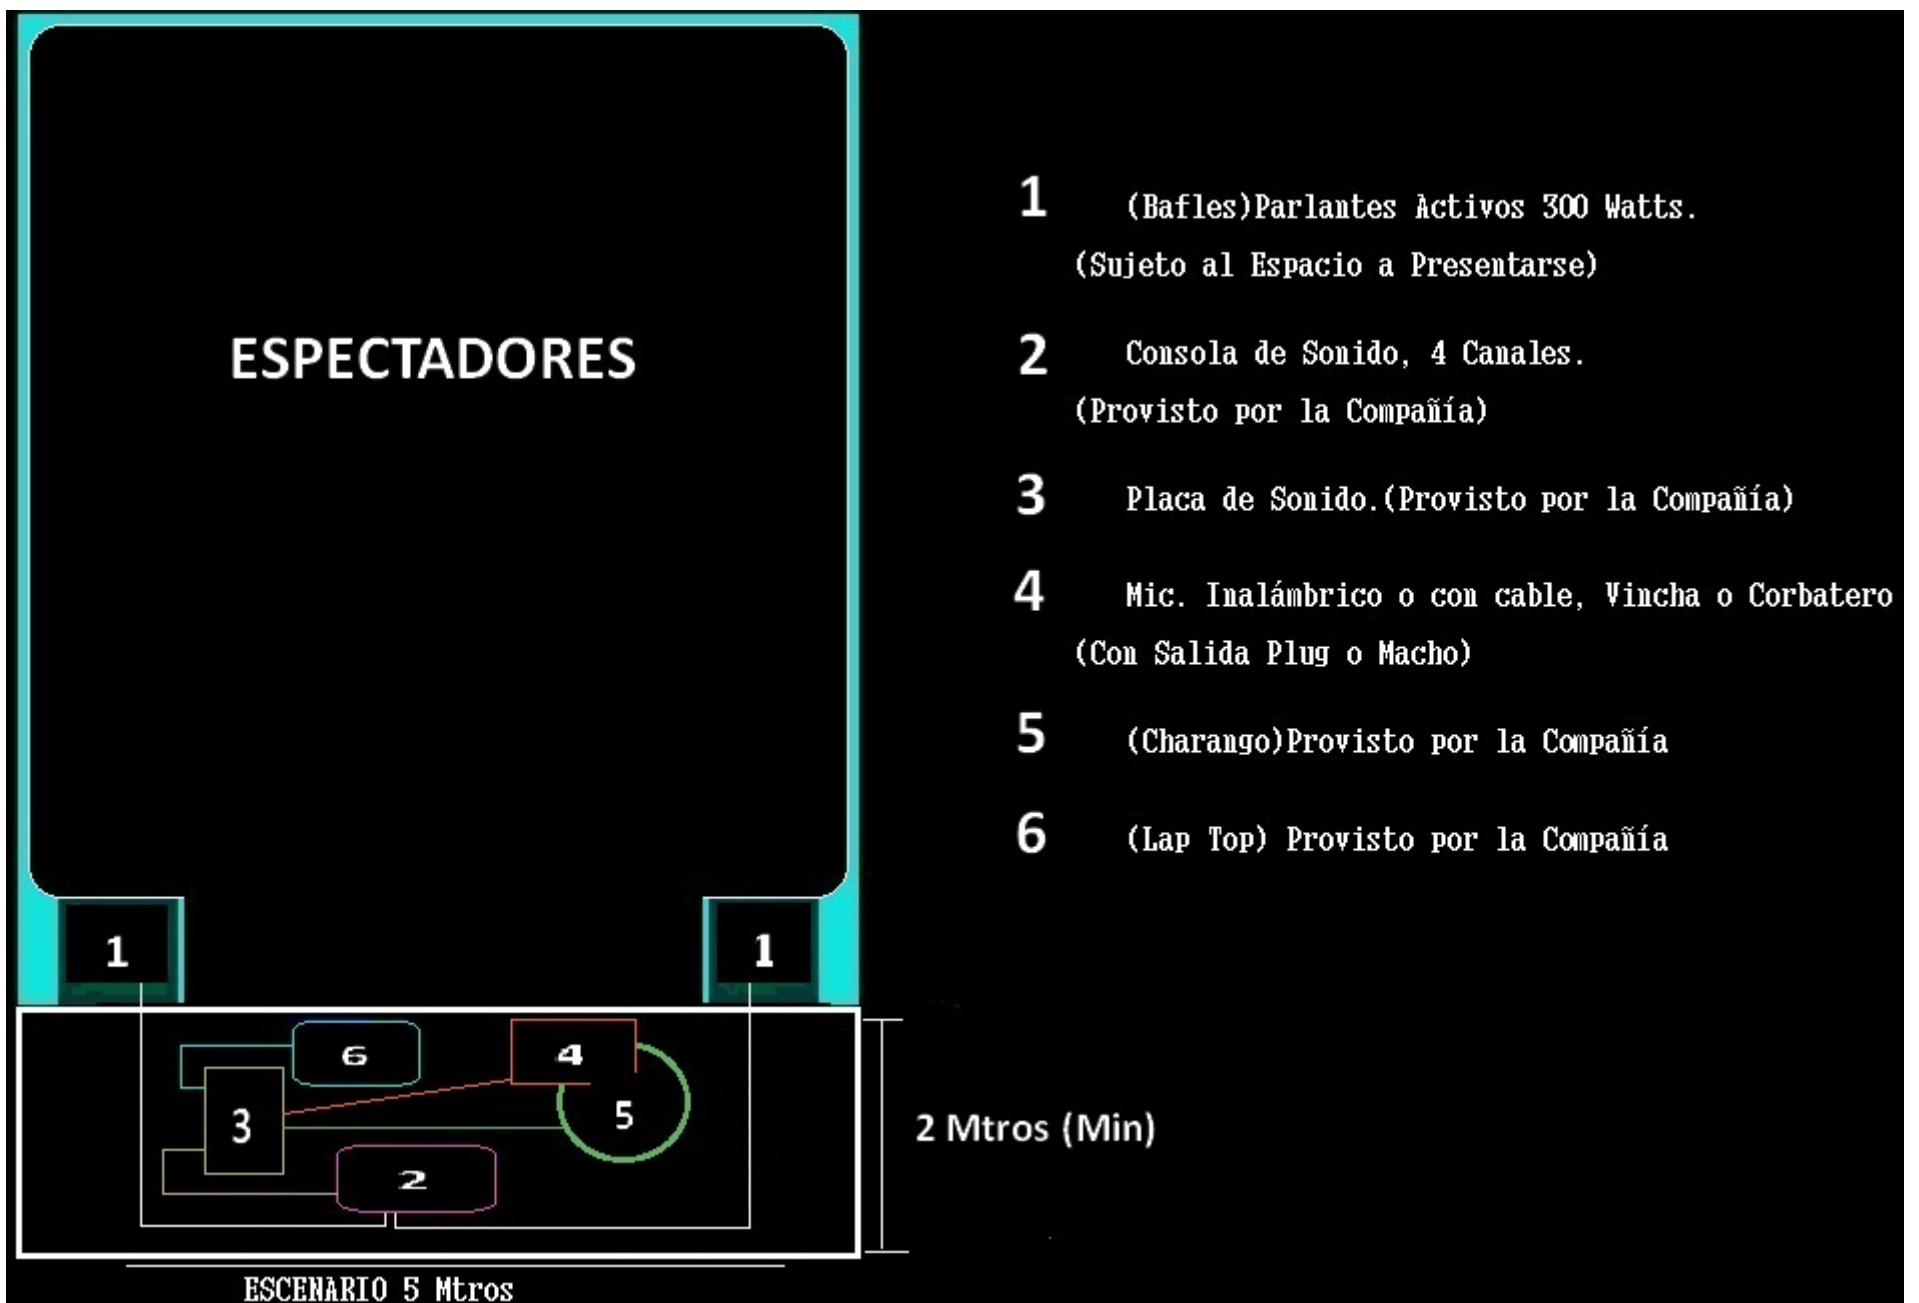 ESPECTADORES
1 (Bafles)Parlantes Activos 300 Watts.
(Sujeto al Espacio a Presentarse)
2 Consola de Sonido, 4 Canales.
(Provisto por la Compañía)
3 Placa de Sonido.(Provisto por la Compañía)
4 Mic. Inalámbrico o con cable, Vincha o Corbatero
(Con Salida Plug o Macho)
5 (Charango)Provisto por la Compañía
6 (Lap Top) Provisto por la Compañía
1 1
6 4
3 5
2
2 Mtros (Min)
ESCENARIO 5 Mtros